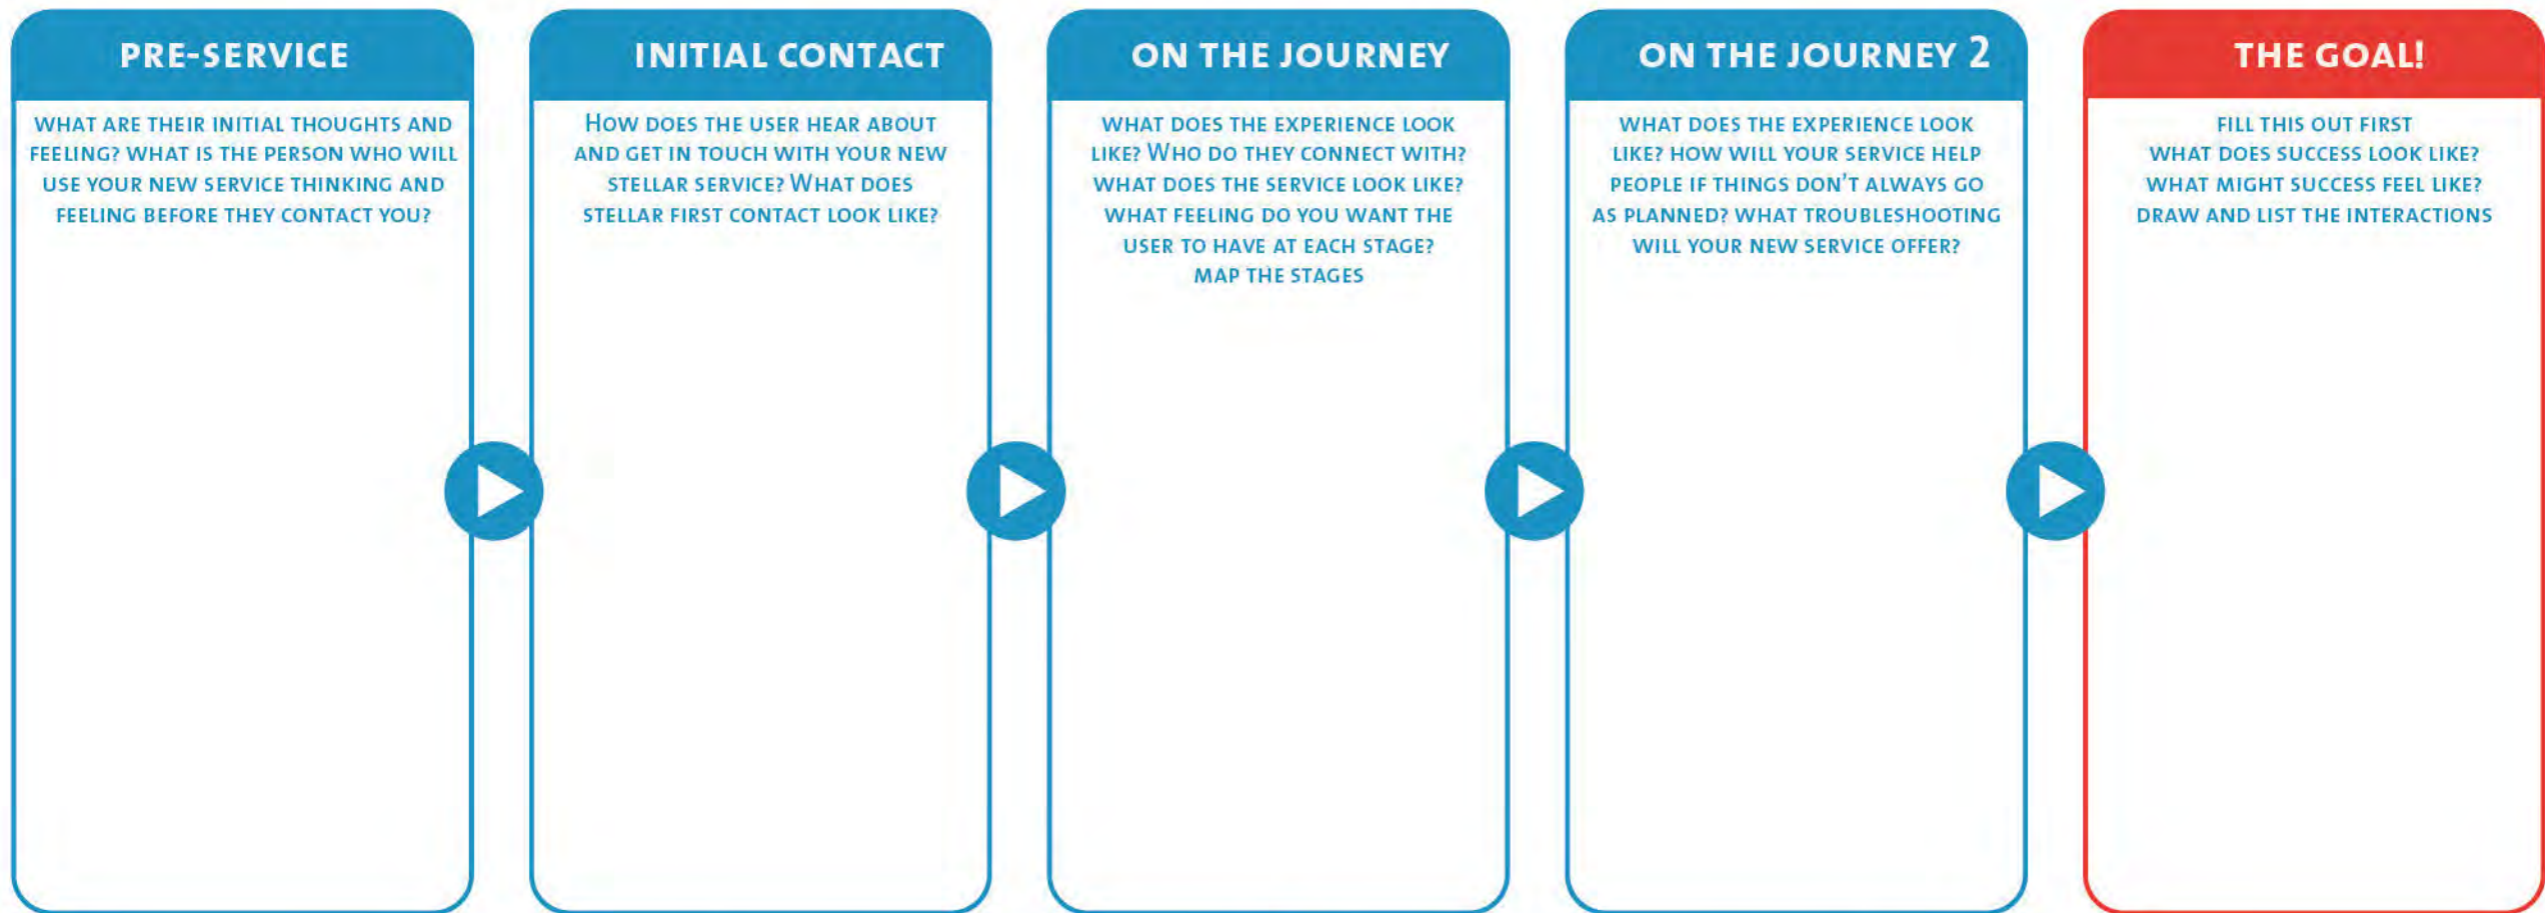 PRE-SERVICE
WHAT ARE THEIR INITIAL THOUGHTS AND
FEELING? WHAT IS THE PERSON WHO WILL
USE YOUR NEW SERVICE THINKING AND
FEELING BEFORE THEY CONTACT YOU?
INITIAL CONTACT
HOW DOES THE USER HEAR ABOUT
AND GET IN TOUCH WITH YOUR NEW
STELLAR SERVICE? WHAT DOES
STELLAR FIRST CONTACT LOOK LIKE?
ON THE JOURNEY
WHAT DOES THE EXPERIENCE LOOK
LIKE? WHO DO THEY CONNECT WITH?
WHAT DOES THE SERVICE LOOK LIKE?
WHAT FEELING DO YOU WANT THE
USER TO HAVE AT EACH STAGE?
MAP THE STAGES
ON THE JOURNEY 2
WHAT DOES THE EXPERIENCE LOOK
LIKE? HOW WILL YOUR SERVICE HELP
PEOPLE IF THINGS DON'T ALWAYS GO
AS PLANNED? WHAT TROUBLESHOOTING
WILL YOUR NEW SERVICE OFFER?
THE GOAL!
FILL THIS OUT FIRST
WHAT DOES SUCCESS LOOK LIKE?
WHAT MIGHT SUCCESS FEEL LIKE?
DRAW AND LIST THE INTERACTIONS